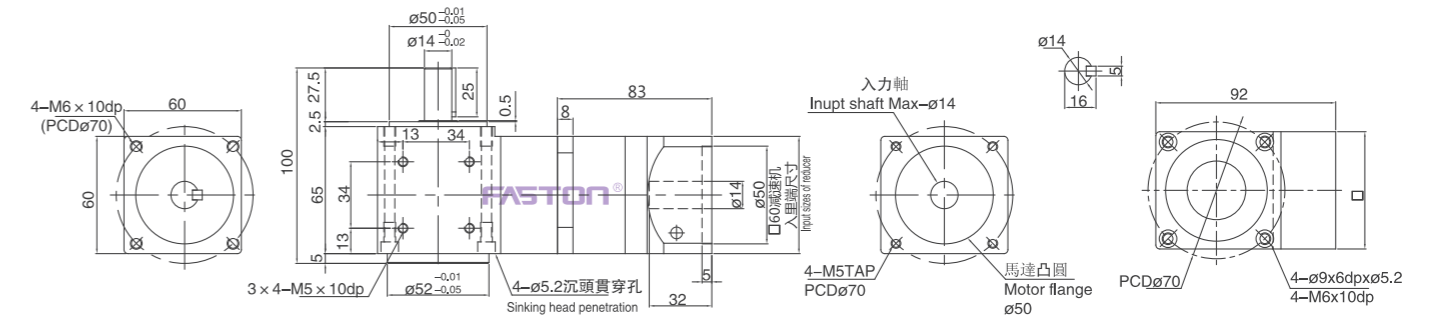 4–M6×10dp
(PCDø70)
60
60
ø50 -0.01 -0.05
ø14 -0 -0.02
27.5
2.5
100
65
5
25
0.5
13
34
34
13
3×4–M5×10dp
ø52 -0.01 -0.05
4–ø5.2沉頭貫穿孔
Sinking head penetration
FASTON®
83
8
ø14
ø50
□60减速机
入里端尺寸
Input sizes of reducer
5
32
入力軸
Inupt shaft Max–ø14
4–M5TAP
PCDø70
馬達凸圓
Motor flange
ø50
ø14
5
16
92
□
PCDø70
4–ø9x6dpxø5.2
4–M6x10dp